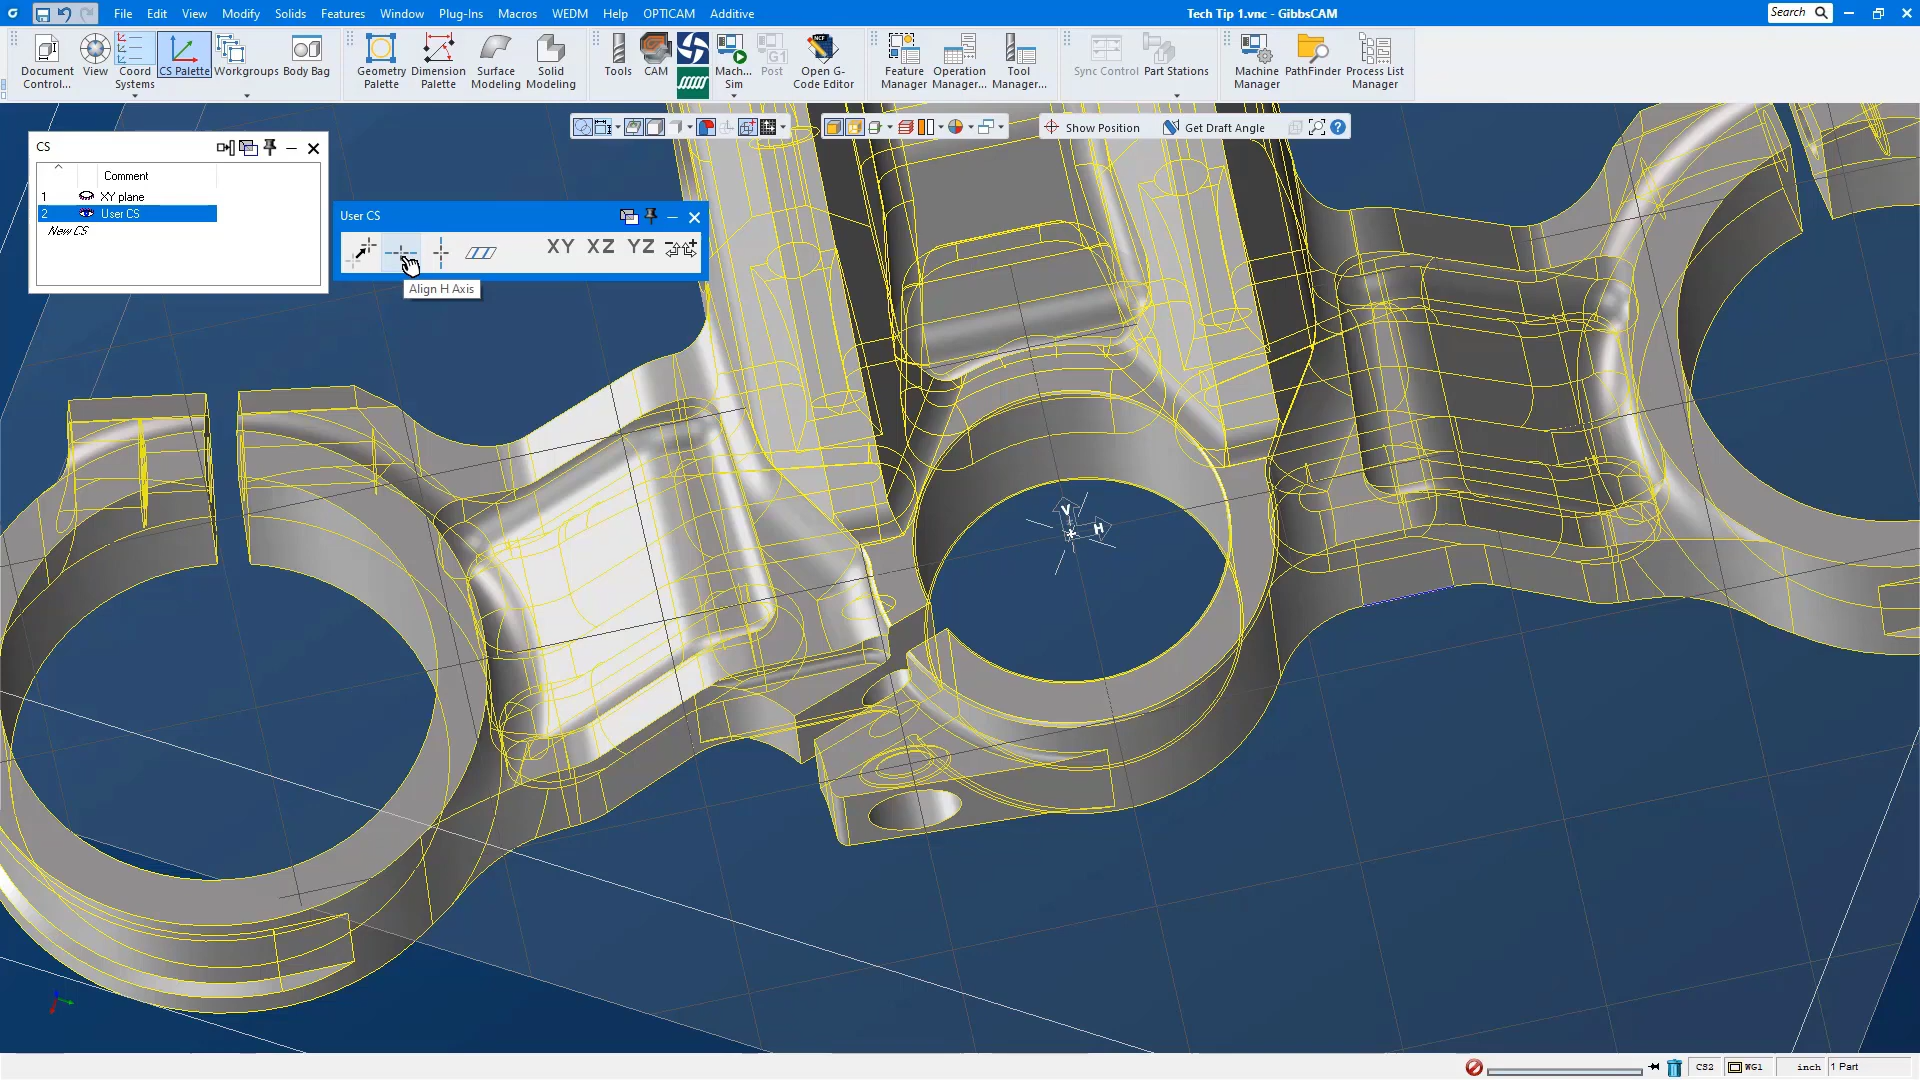 File Edit View Modify Solids Features Window Plug-Ins Macros WEDM Help OPTICAM Additive
Tech Tip 1.vnc - GibbsCAM
Search
Document Control...
View
Coord Systems
CS Palette
Workgroups
Body Bag
Geometry Palette
Dimension Palette
Surface Modeling
Solid Modeling
Tools
CAM
Mach... Sim
G1
Post
NCF
Open G-Code Editor
Feature Manager
Operation Manager...
Tool Manager...
Sync Control
Part Stations
Machine Manager
PathFinder
Process List Manager
Show Position
Get Draft Angle
CS
Comment
1 XY plane
2 User CS
New CS
User CS
XY XZ YZ
Align H Axis
V
H
CS2
WG1
inch
1 Part